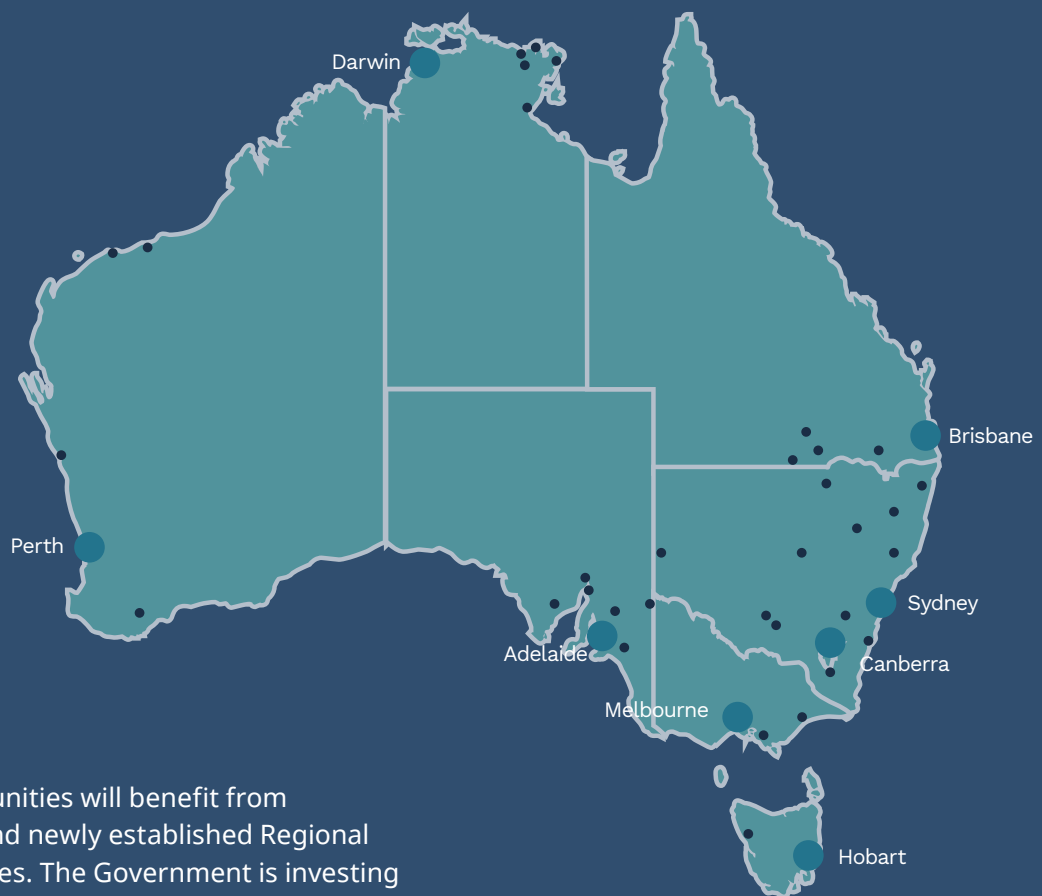 Darwin
Brisbane
Perth
Sydney
Adelaide
Canberra
Melbourne
unities will benefit from
newly established Regional
es. The Government is investing
Hobart